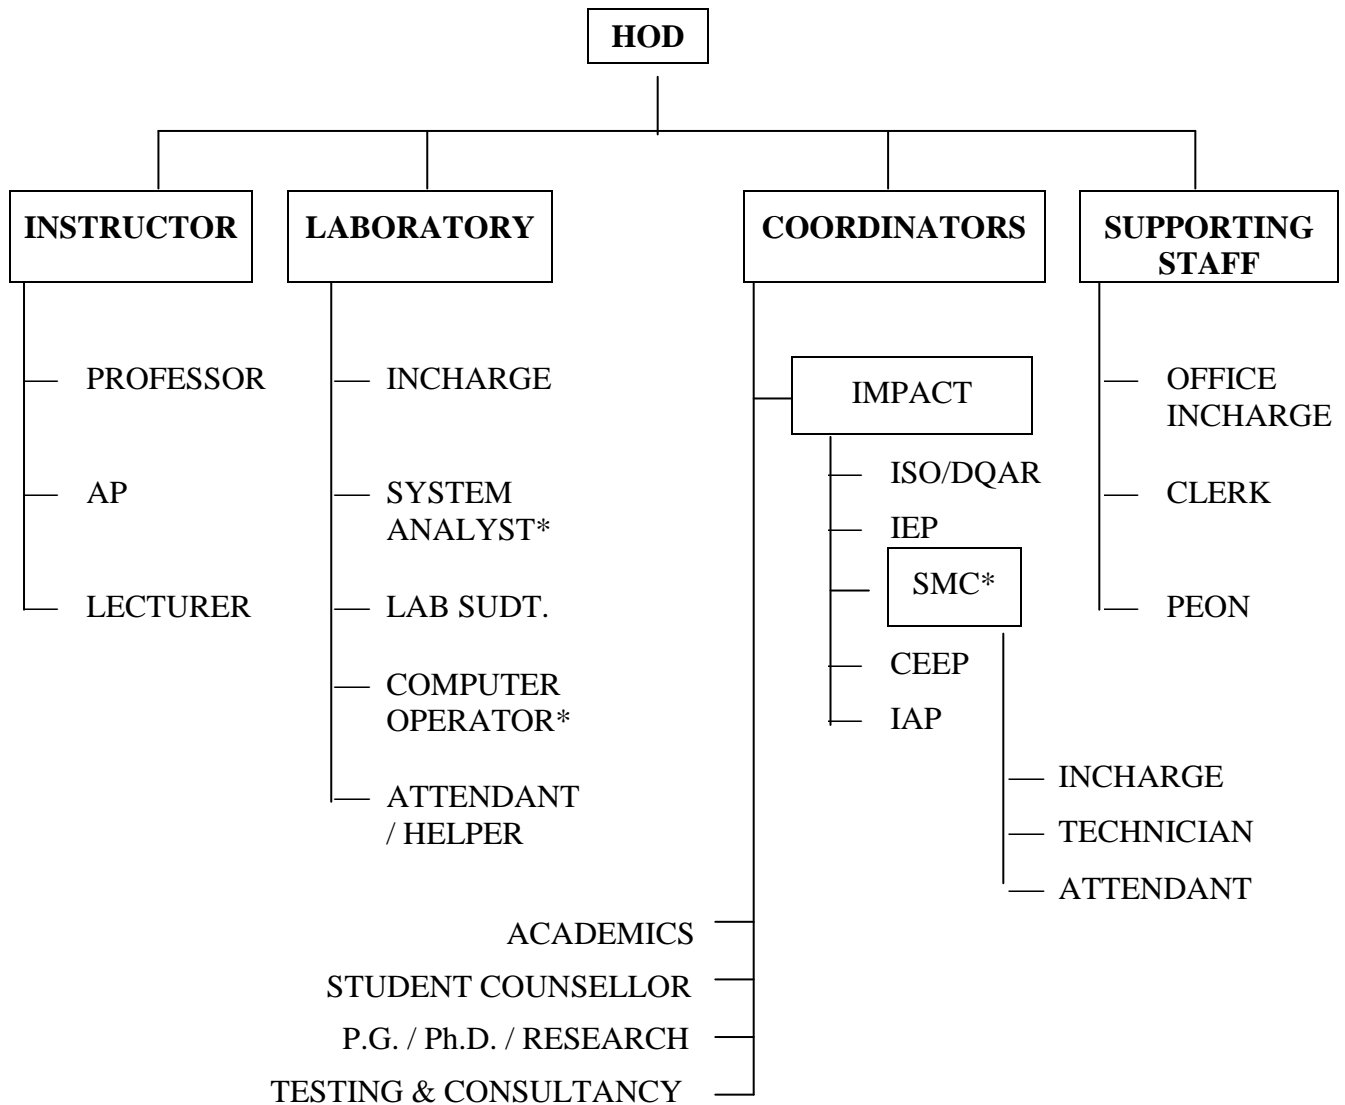 HOD
INSTRUCTOR
LABORATORY
COORDINATORS
SUPPORTING
STAFF
PROFESSOR
AP
LECTURER
INCHARGE
SYSTEM
ANALYST*
LAB SUDT.
COMPUTER
OPERATOR*
ATTENDANT
/ HELPER
IMPACT
ISO/DQAR
IEP
SMC*
CEEP
IAP
INCHARGE
TECHNICIAN
ATTENDANT
ACADEMICS
STUDENT COUNSELLOR
P.G. / Ph.D. / RESEARCH
TESTING & CONSULTANCY
OFFICE
INCHARGE
CLERK
PEON